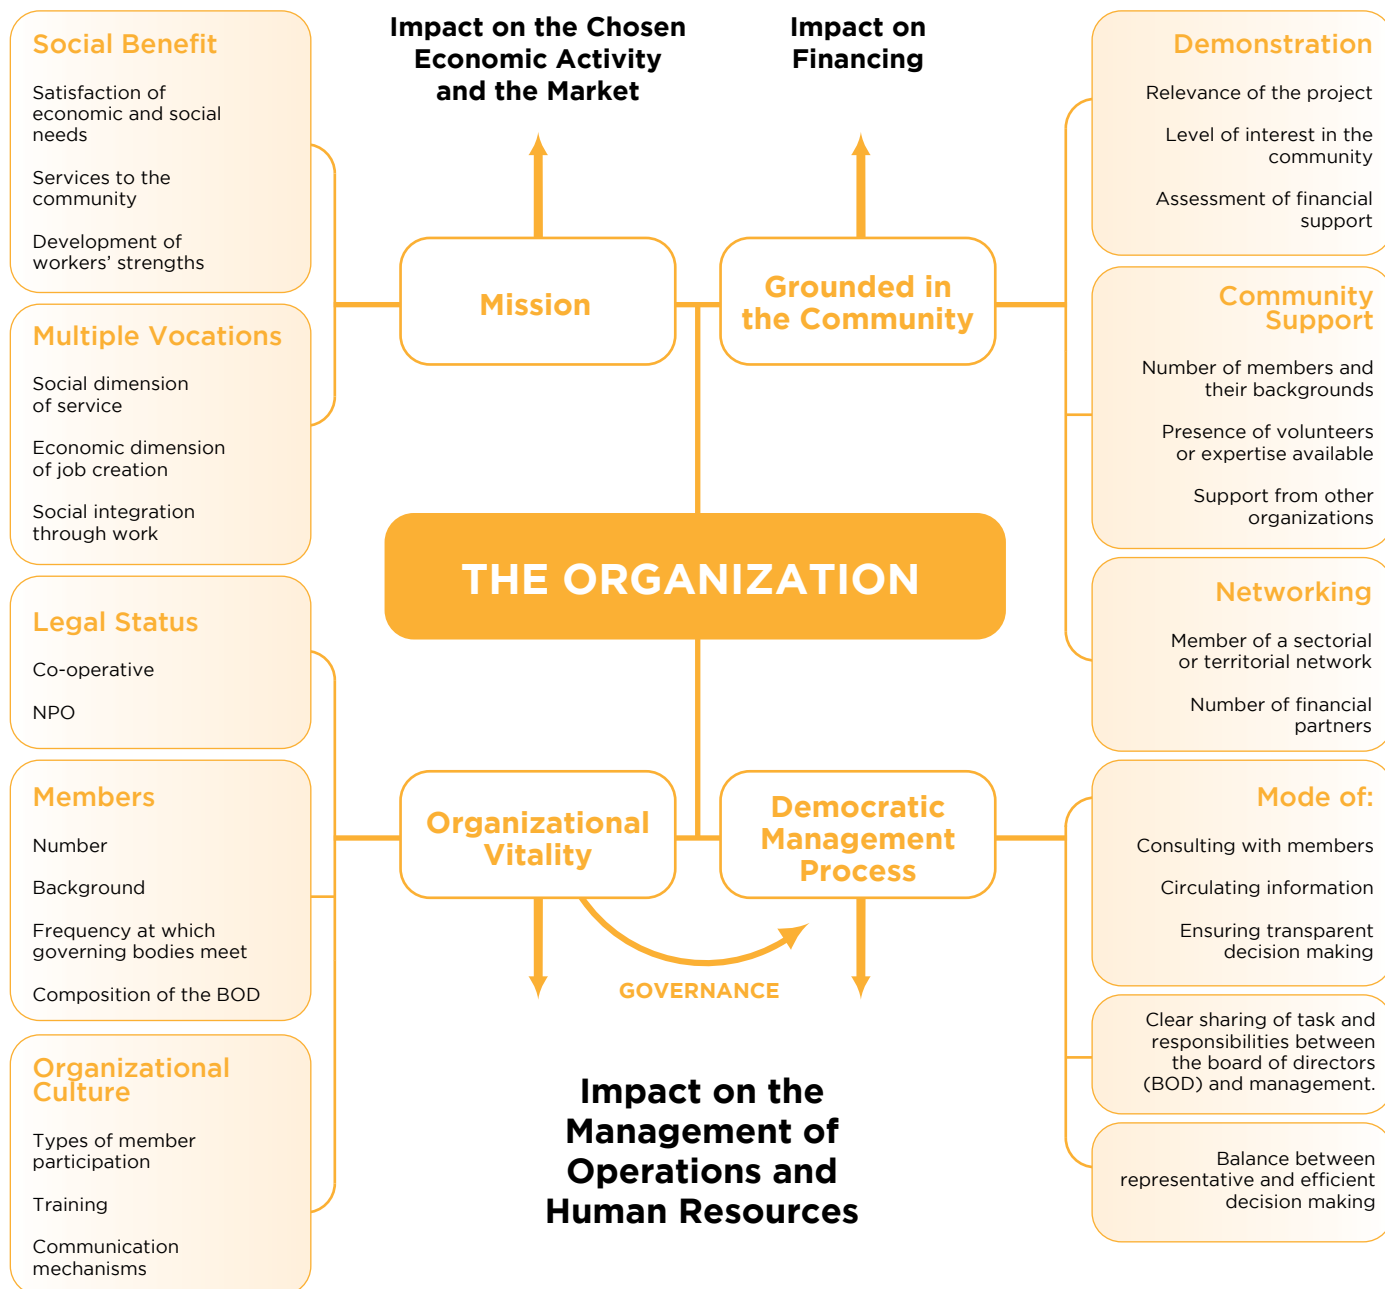 Social Benefit
Satisfaction of
economic and social
needs
Services to the
community
Development of
workers’ strengths
Multiple Vocations
Social dimension
of service
Economic dimension
of job creation
Social integration
through work
Legal Status
Co-operative
NPO
Members
Number
Background
Frequency at which
governing bodies meet
Composition of the BOD
Organizational
Culture
Types of member
participation
Training
Communication
mechanisms
Impact on the Chosen
Economic Activity
and the Market
Impact on
Financing
Mission
Grounded in
the Community
THE ORGANIZATION
Organizational
Vitality
Democratic
Management
Process
GOVERNANCE
Impact on the
Management of
Operations and
Human Resources
Demonstration
Relevance of the project
Level of interest in the
community
Assessment of financial
support
Community
Support
Number of members and
their backgrounds
Presence of volunteers
or expertise available
Support from other
organizations
Networking
Member of a sectorial
or territorial network
Number of financial
partners
Mode of:
Consulting with members
Circulating information
Ensuring transparent
decision making
Clear sharing of task and
responsibilities between
the board of directors
(BOD) and management.
Balance between
representative and efficient
decision making